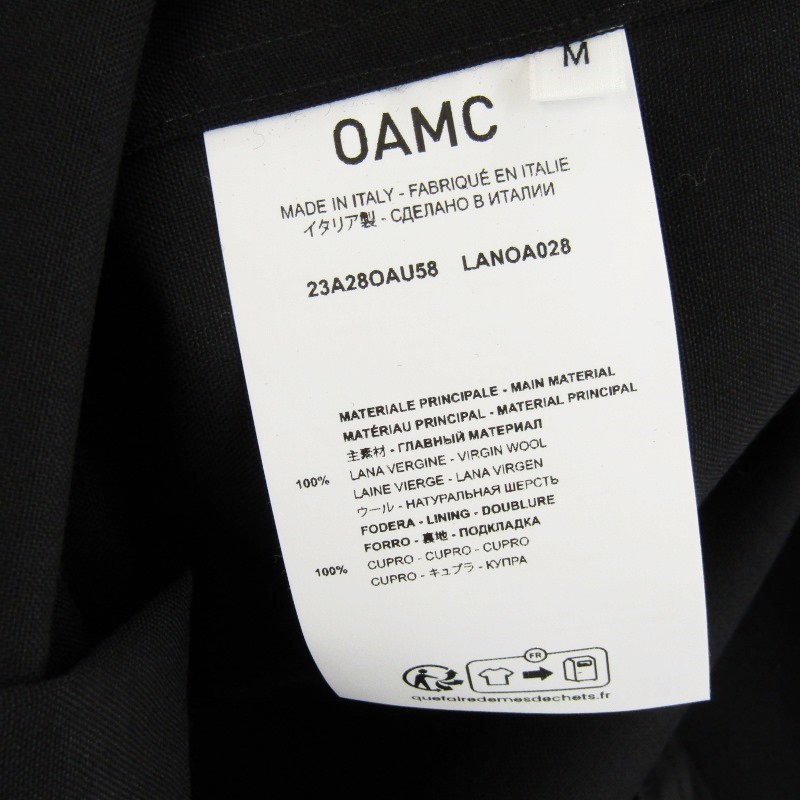 M
OAMC
MADE IN ITALY - FABRIQUÉ EN ITALIE
イタリア製 - СДЕЛАНО В ИТАЛИИ
23A28OAU58 LANOA028
MATERIALE PRINCIPALE - MAIN MATERIAL
MATÉRIAU PRINCIPAL - MATERIAL PRINCIPAL
主素材 - ГЛАВНЫЙ МАТЕРИАЛ
100% LANA VERGINE - VIRGIN WOOL
LAINE VIERGE - LANA VIRGEN
ウール - НАТУРАЛЬНАЯ ШЕРСТЬ
FODERA - LINING - DOUBLURE
FORRO - 裏地 - ПОДКЛАДКА
100% CUPRO - CUPRO - CUPRO
CUPRO - キュプラ - КУПРА
FR
quefairedemesdechets.fr